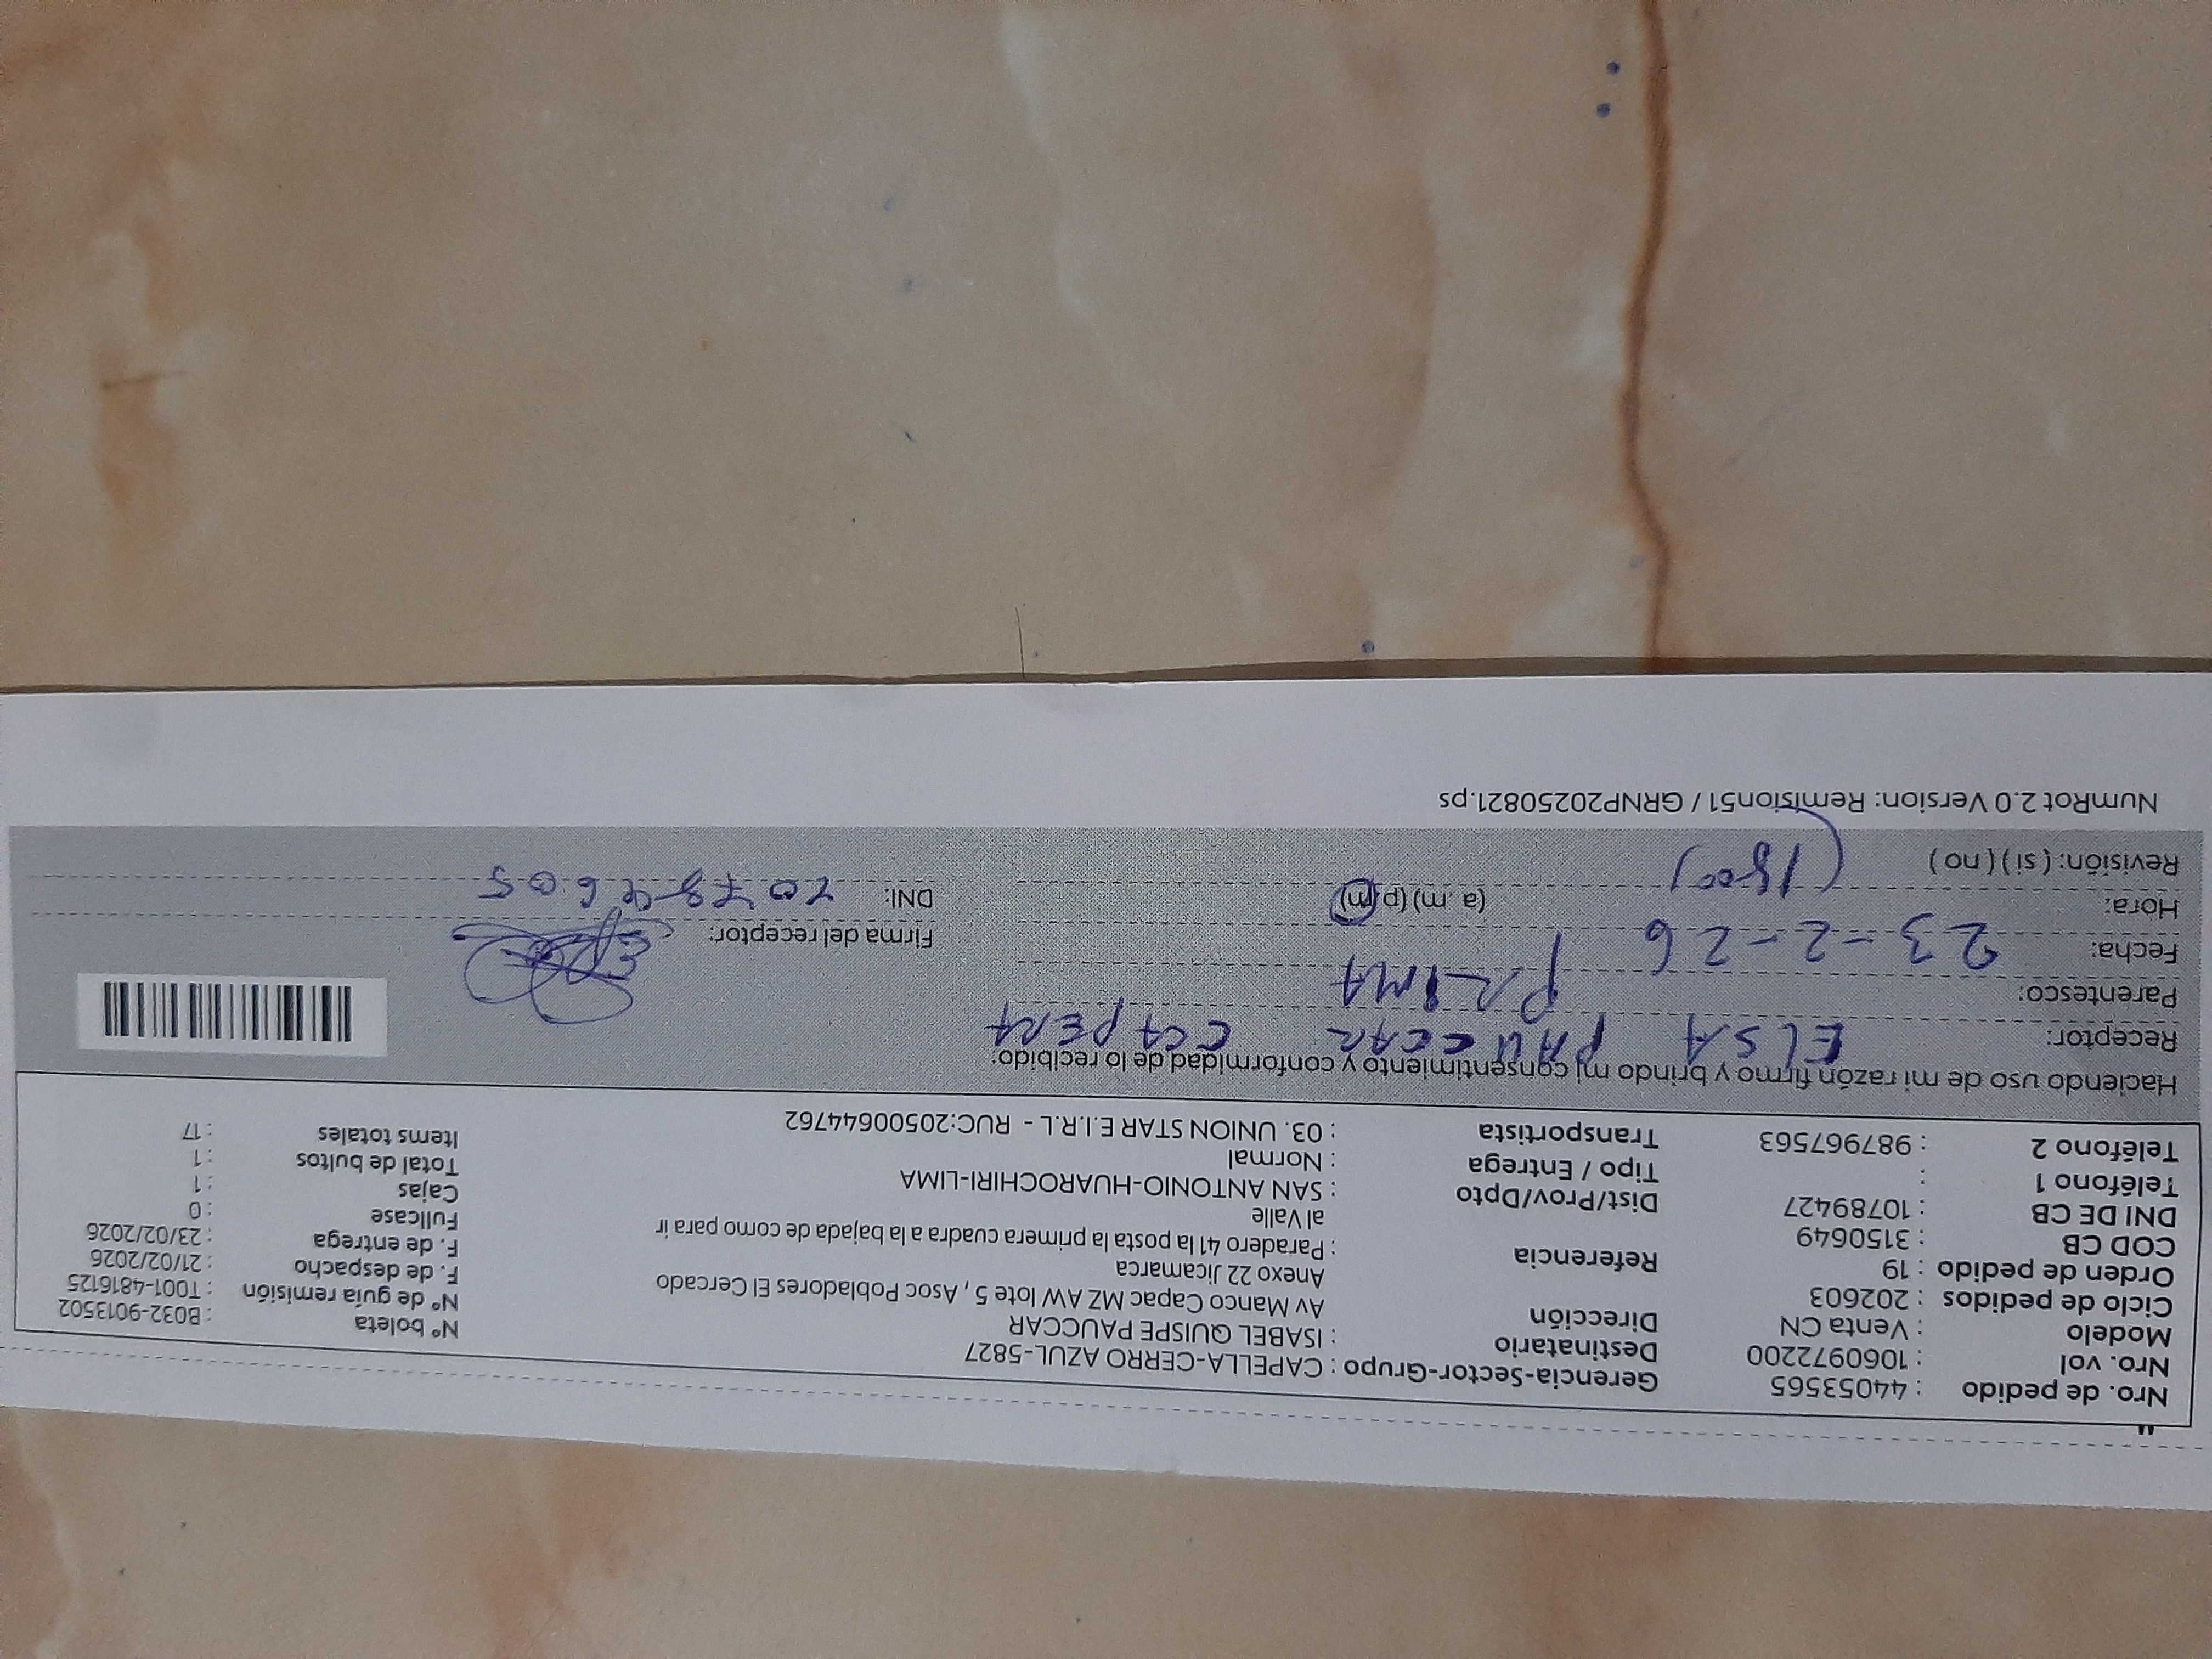 Nro. de pedido : 44053565 Gerencia-Sector-Grupo : CAPELLA-CERRO AZUL-5827 N° boleta : B032-9013502
Nro. vol : 1060972200 Destinatario : ISABEL QUISPE PAUCCAR N° de guía remisión : T001-4816125
Modelo : Venta CN Dirección Av Manco Capac MZ AW lote 5 , Asoc Pobladores El Cercado F. de despacho : 21/02/2026
Ciclo de pedidos : 202603 Anexo 22 Jicamarca F. de entrega : 23/02/2026
Orden de pedido : 19 Referencia : Paradero 41 la posta la primera cuadra a la bajada de como para ir Fullcase : 0
COD CB : 3150649 al Valle Cajas : 1
DNI DE CB : 10789427 Dist/Prov/Dpto : SAN ANTONIO-HUAROCHIRI-LIMA Total de bultos : 1
Teléfono 1 : Tipo / Entrega : Normal Items totales : 17
Teléfono 2 : 987967563 Transportista : 03. UNION STAR E.I.R.L - RUC:20500644762
Haciendo uso de mi razón firmo y brindo mi consentimiento y conformidad de lo recibido:
Receptor: ELSA PAUCCAR CCAPERA
Parentesco: PRIMA
Fecha: 23-2-26 Firma del receptor:
Hora: (a. m) (p.m) DNI:
Revisión: ( si ) ( no )
NumRot 2.0 Version: Remision51 / GRNP20250821.ps